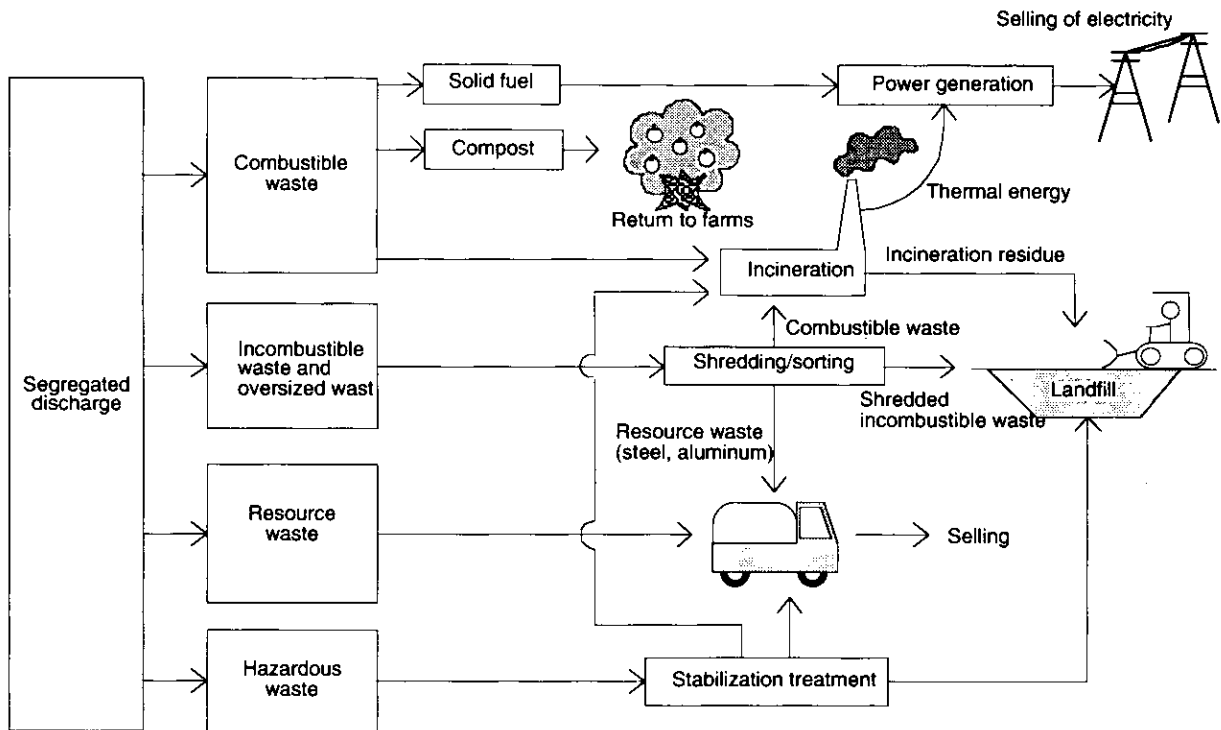 Selling of electricity
Solid fuel
Power generation
Compost
Combustible
waste
Thermal energy
Return to farms
Incineration
Incineration residue
Combustible waste
Incombustible
waste and
oversized wast
Shredding/sorting
Segregated
discharge
Landfill
Shredded
incombustible waste
Resource waste
(steel, aluminum)
Resource
waste
Selling
Hazardous
waste
Stabilization treatment